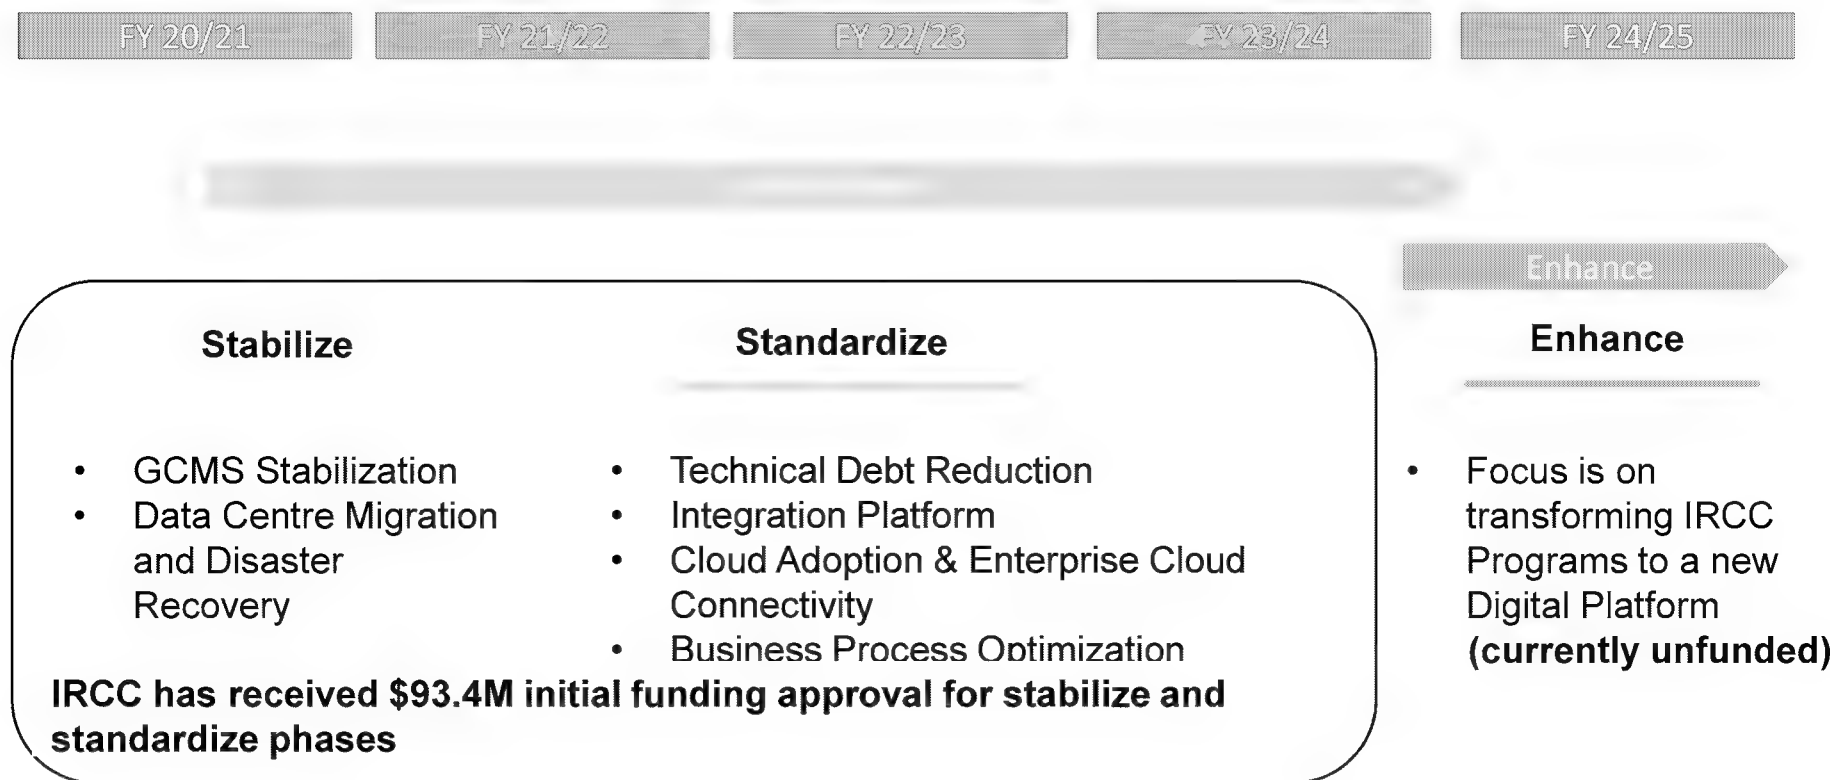 FY 20/21
FY 21/22
FY 22/23
FY 23/24
FY 24/25
Enhance
Stabilize
Standardize
Enhance
• GCMS Stabilization
• Data Centre Migration
and Disaster
Recovery
• Technical Debt Reduction
• Integration Platform
• Cloud Adoption & Enterprise Cloud
Connectivity
• Business Process Optimization
• Focus is on
transforming IRCC
Programs to a new
Digital Platform
(currently unfunded)
IRCC has received $93.4M initial funding approval for stabilize and
standardize phases